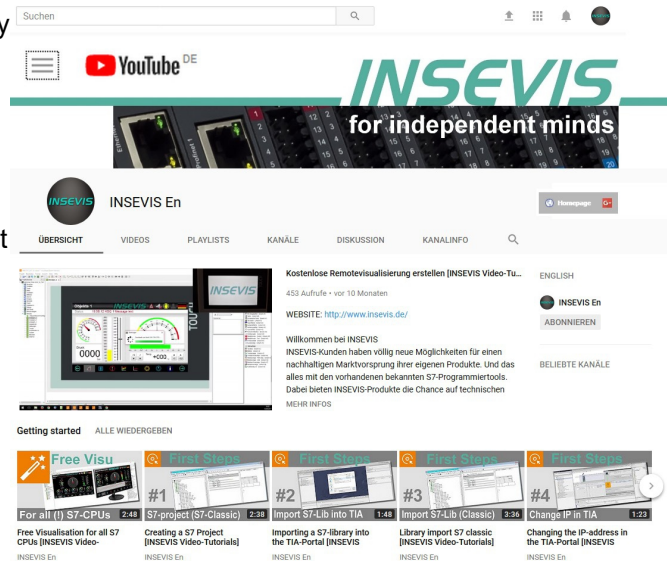 y
Suchen
YouTube DE
INSEVIS
for independent minds
INSEVIS
INSEVIS En
Homepage
G+
t
ÜBERSICHT VIDEOS PLAYLISTS KANÄLE DISKUSSION KANALINFO
INSEVIS
TOUCH
Kostenlose Remotevisualisierung erstellen [INSEVIS Video-Tu...
453 Aufrufe • vor 10 Monaten
WEBSITE: http://www.insevis.de/
Willkommen bei INSEVIS
INSEVIS-Kunden haben völlig neue Möglichkeiten für einen
nachhaltigen Marktvorsprung ihrer eigenen Produkte. Und das
alles mit den vorhandenen bekannten S7-Programmiertools.
Dabei bieten INSEVIS-Produkte die Chance auf technischen
MEHR INFOS
ENGLISH
INSEVIS En
ABONNIEREN
BELIEBTE KANÄLE
Getting started ALLE WIEDERGEBEN
Free Visu
For all (!) S7-CPUs 2:48
Free Visualisation for all S7
CPUs [INSEVIS Video-
INSEVIS En
First Steps
#1
S7-project (S7-Classic) 2:38
Creating a S7 Project
[INSEVIS Video-Tutorials]
INSEVIS En
First Steps
#2
Import S7-Lib into TIA 1:48
Importing a S7-library into
the TIA-Portal [INSEVIS
INSEVIS En
First Steps
#3
Import S7-Lib (Classic) 3:36
Library import S7 classic
[INSEVIS Video-Tutorials]
INSEVIS En
First Steps
#4
Change IP in TIA 1:23
Changing the IP-address in
the TIA-Portal [INSEVIS
INSEVIS En